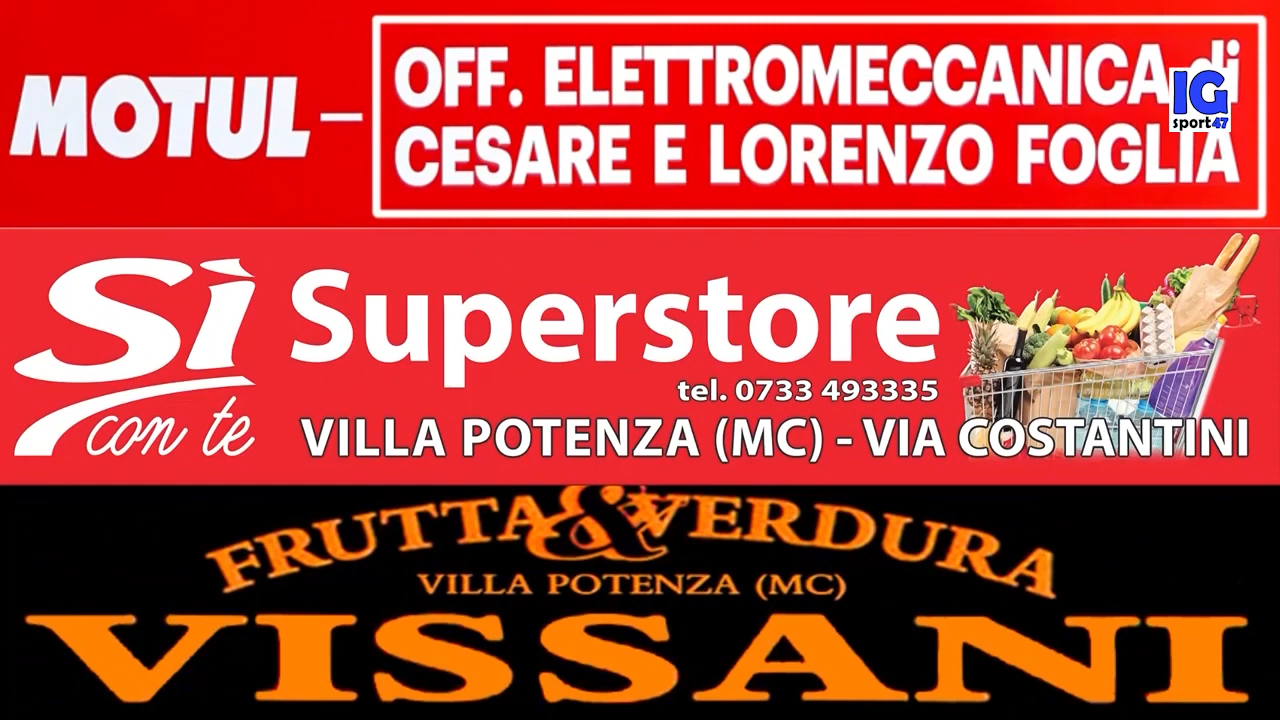 MOTUL -
OFF. ELETTROMECCANICA di
CESARE E LORENZO FOGLIA
IG
sport47
Sì
con te
Superstore
tel. 0733 493335
VILLA POTENZA (MC) - VIA COSTANTINI
FRUTTA & VERDURA
VILLA POTENZA (MC)
VISSANI